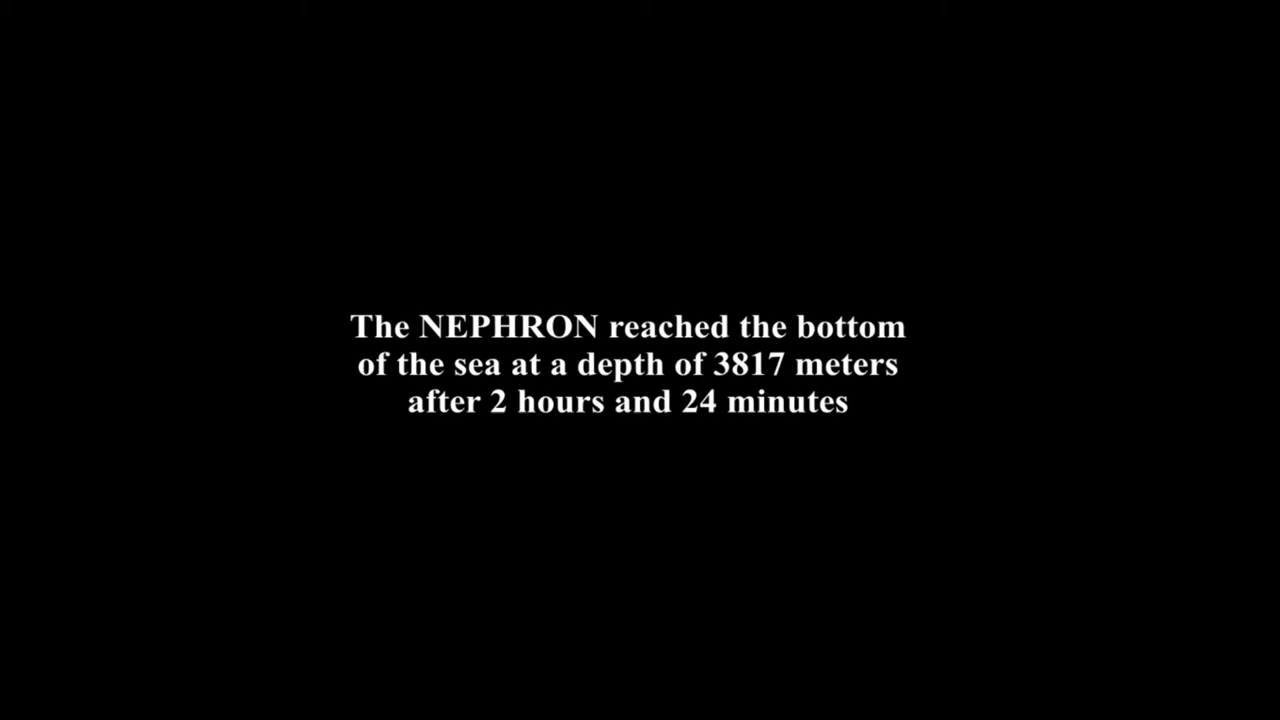 The NEPHRON reached the bottom
of the sea at a depth of 3817 meters
after 2 hours and 24 minutes